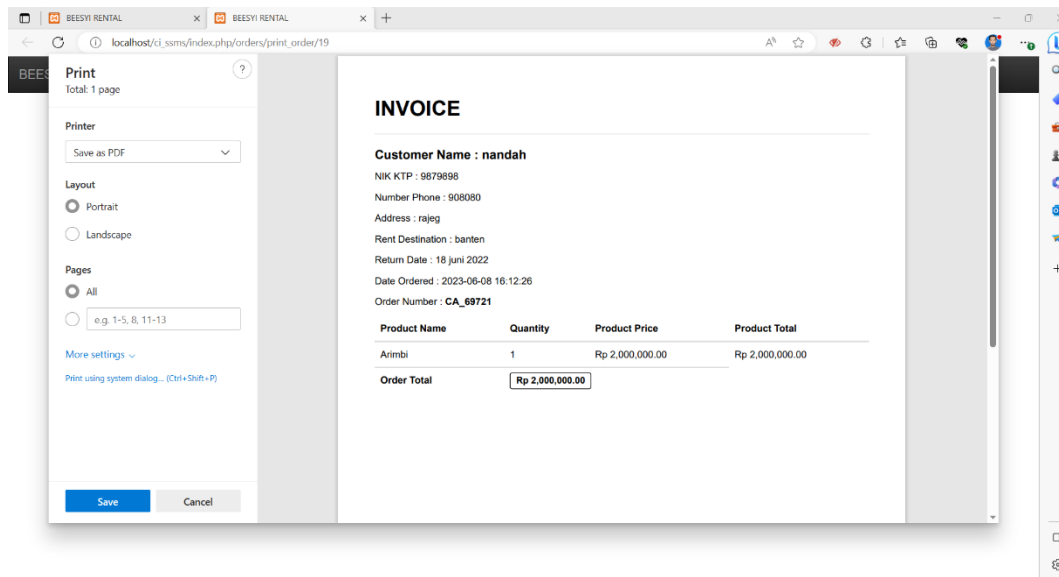 BEESYI RENTAL
BEESYI RENTAL
localhost/ci_ssms/index.php/orders/print_order/19
Print
Total: 1 page
?
Printer
Save as PDF
Layout
Portrait
Landscape
Pages
All
e.g. 1-5, 8, 11-13
More settings
Print using system dialog... (Ctrl+Shift+P)
Save Cancel
INVOICE
Customer Name : nandah
NIK KTP : 9879898
Number Phone : 908080
Address : rajeg
Rent Destination : banten
Return Date : 18 juni 2022
Date Ordered : 2023-06-08 16:12:26
Order Number : CA_69721
Product Name Quantity Product Price Product Total
Arimbi 1 Rp 2,000,000.00 Rp 2,000,000.00
Order Total Rp 2,000,000.00